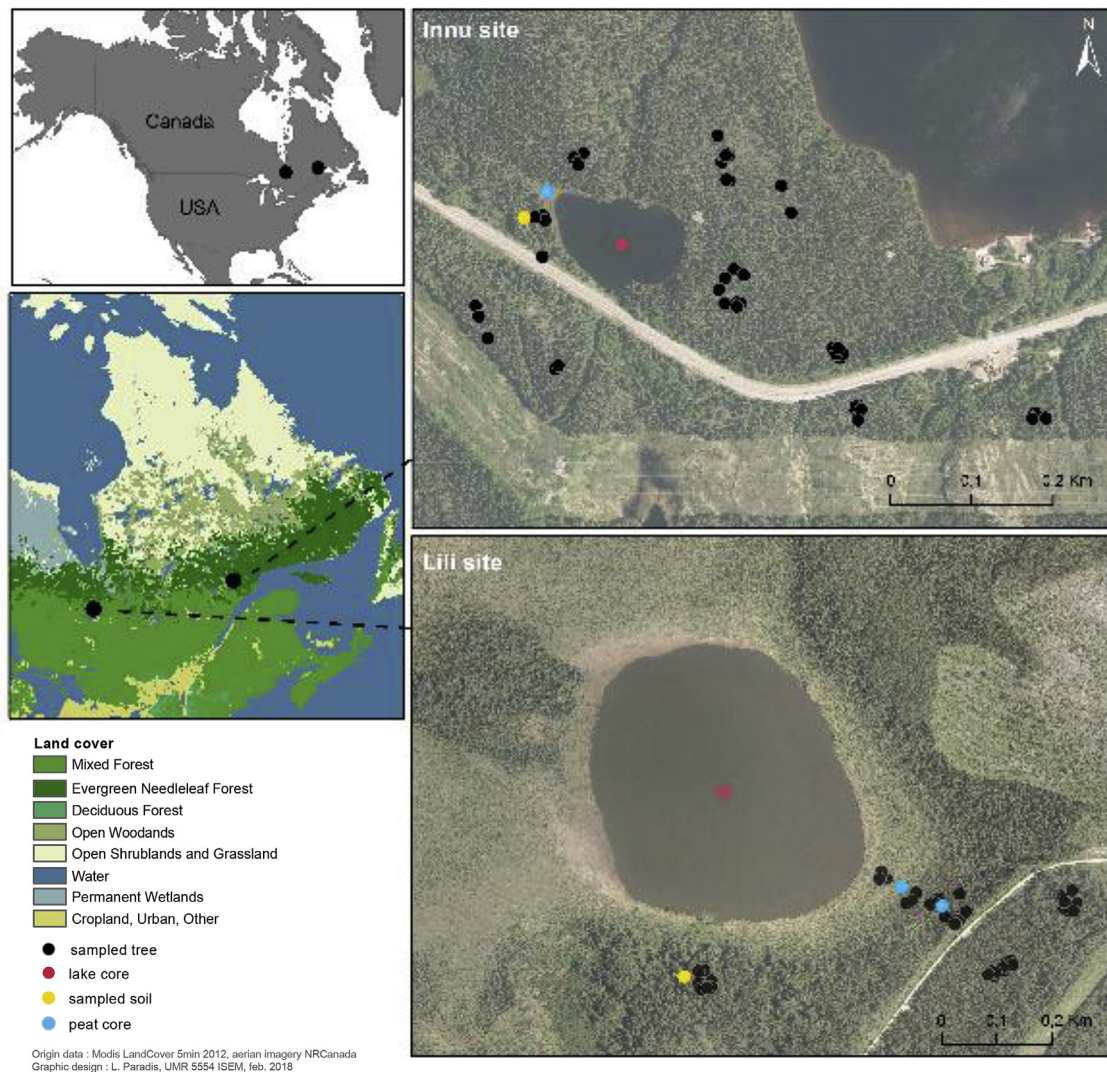 Canada
USA
Innu site
N
0 0,1 0,2 Km
Lili site
0 0,1 0,2 Km
Land cover
Mixed Forest
Evergreen Needleleaf Forest
Deciduous Forest
Open Woodands
Open Shrublands and Grassland
Water
Permanent Wetlands
Cropland, Urban, Other
sampled tree
lake core
sampled soil
peat core
Origin data : Modis LandCover 5min 2012, aerian imagery NRCanada
Graphic design : L. Paradis, UMR 5554 ISEM, feb. 2018